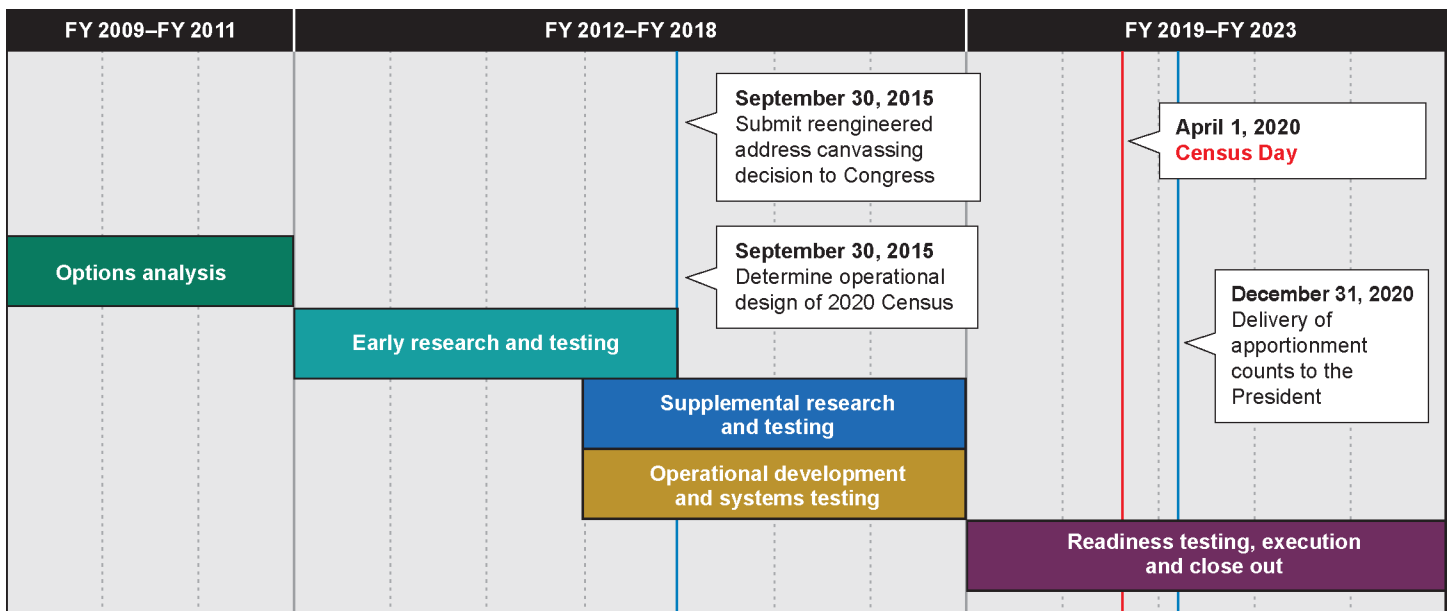 FY 2009–FY 2011
FY 2012–FY 2018
FY 2019–FY 2023
September 30, 2015
Submit reengineered
address canvassing
decision to Congress
April 1, 2020
Census Day
September 30, 2015
Determine operational
design of 2020 Census
December 31, 2020
Delivery of
apportionment
counts to the
President
Options analysis
Early research and testing
Supplemental research
and testing
Operational development
and systems testing
Readiness testing, execution
and close out